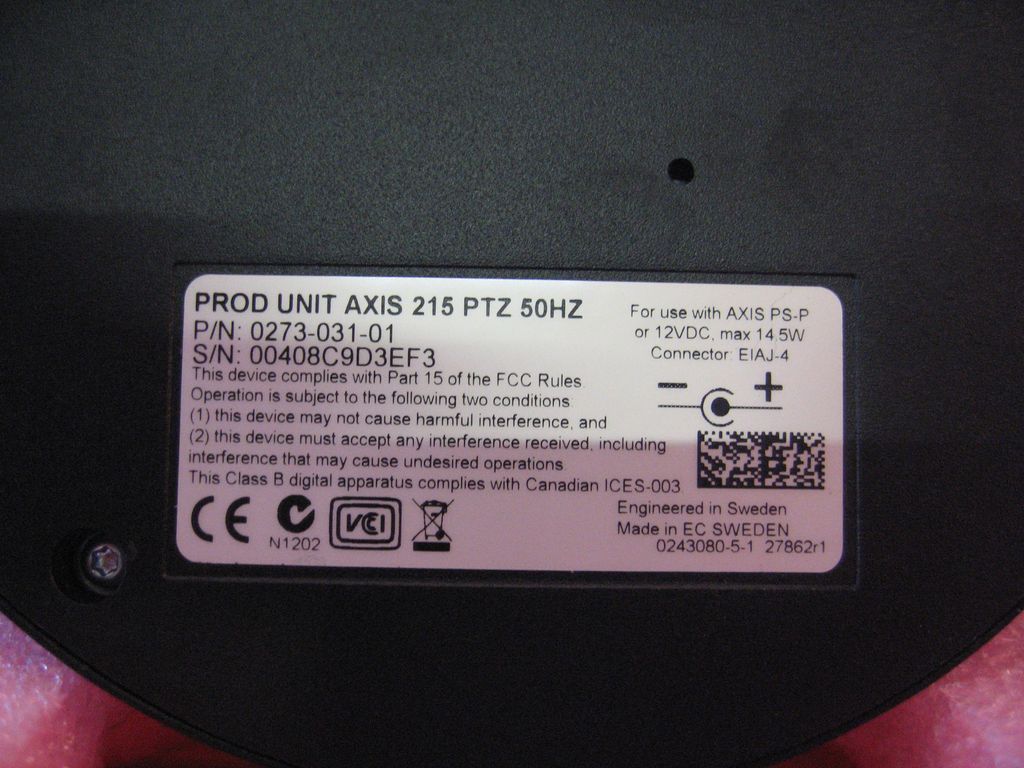 PROD UNIT AXIS 215 PTZ 50HZ
P/N: 0273-031-01
S/N: 00408C9D3EF3
This device complies with Part 15 of the FCC Rules.
Operation is subject to the following two conditions:
(1) this device may not cause harmful interference, and
(2) this device must accept any interference received, including
interference that may cause undesired operations.
This Class B digital apparatus complies with Canadian ICES-003.
For use with AXIS PS-P
or 12VDC, max 14.5W
Connector: EIAJ-4
− +
CE
N1202
VCI
Engineered in Sweden
Made in EC SWEDEN
0243080-5-1 27862r1